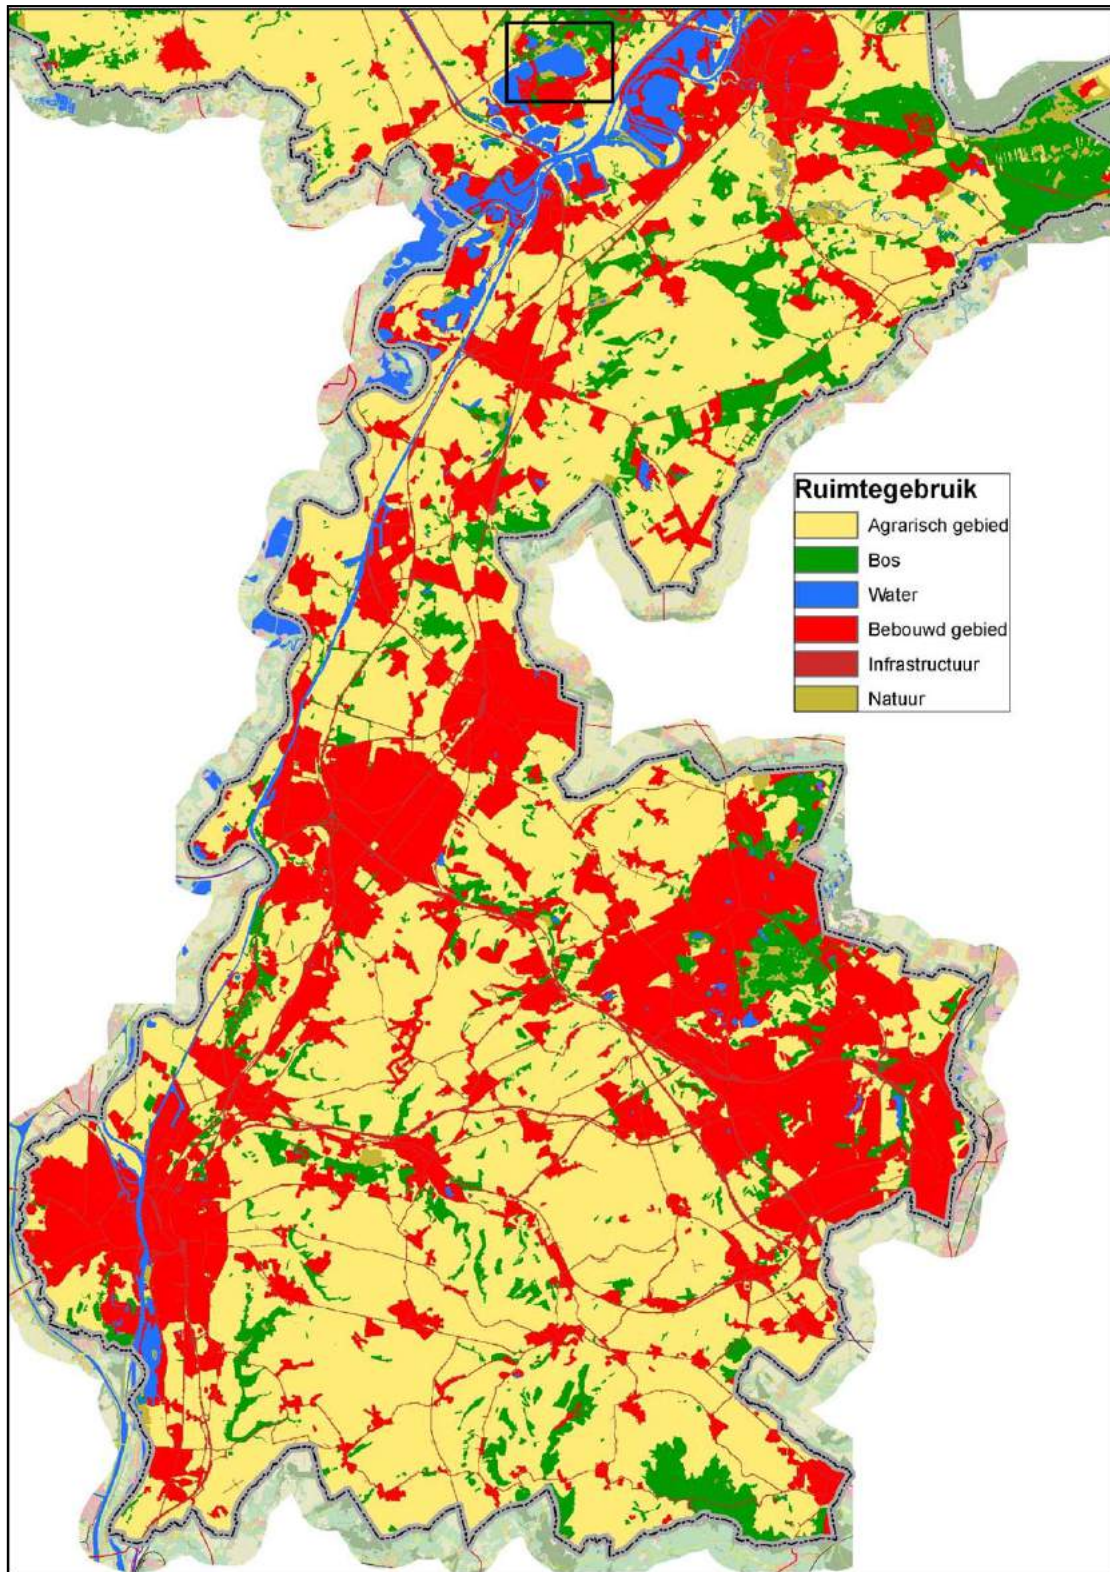 Ruimtegebruik
Agrarisch gebied
Bos
Water
Bebouwd gebied
Infrastructuur
Natuur